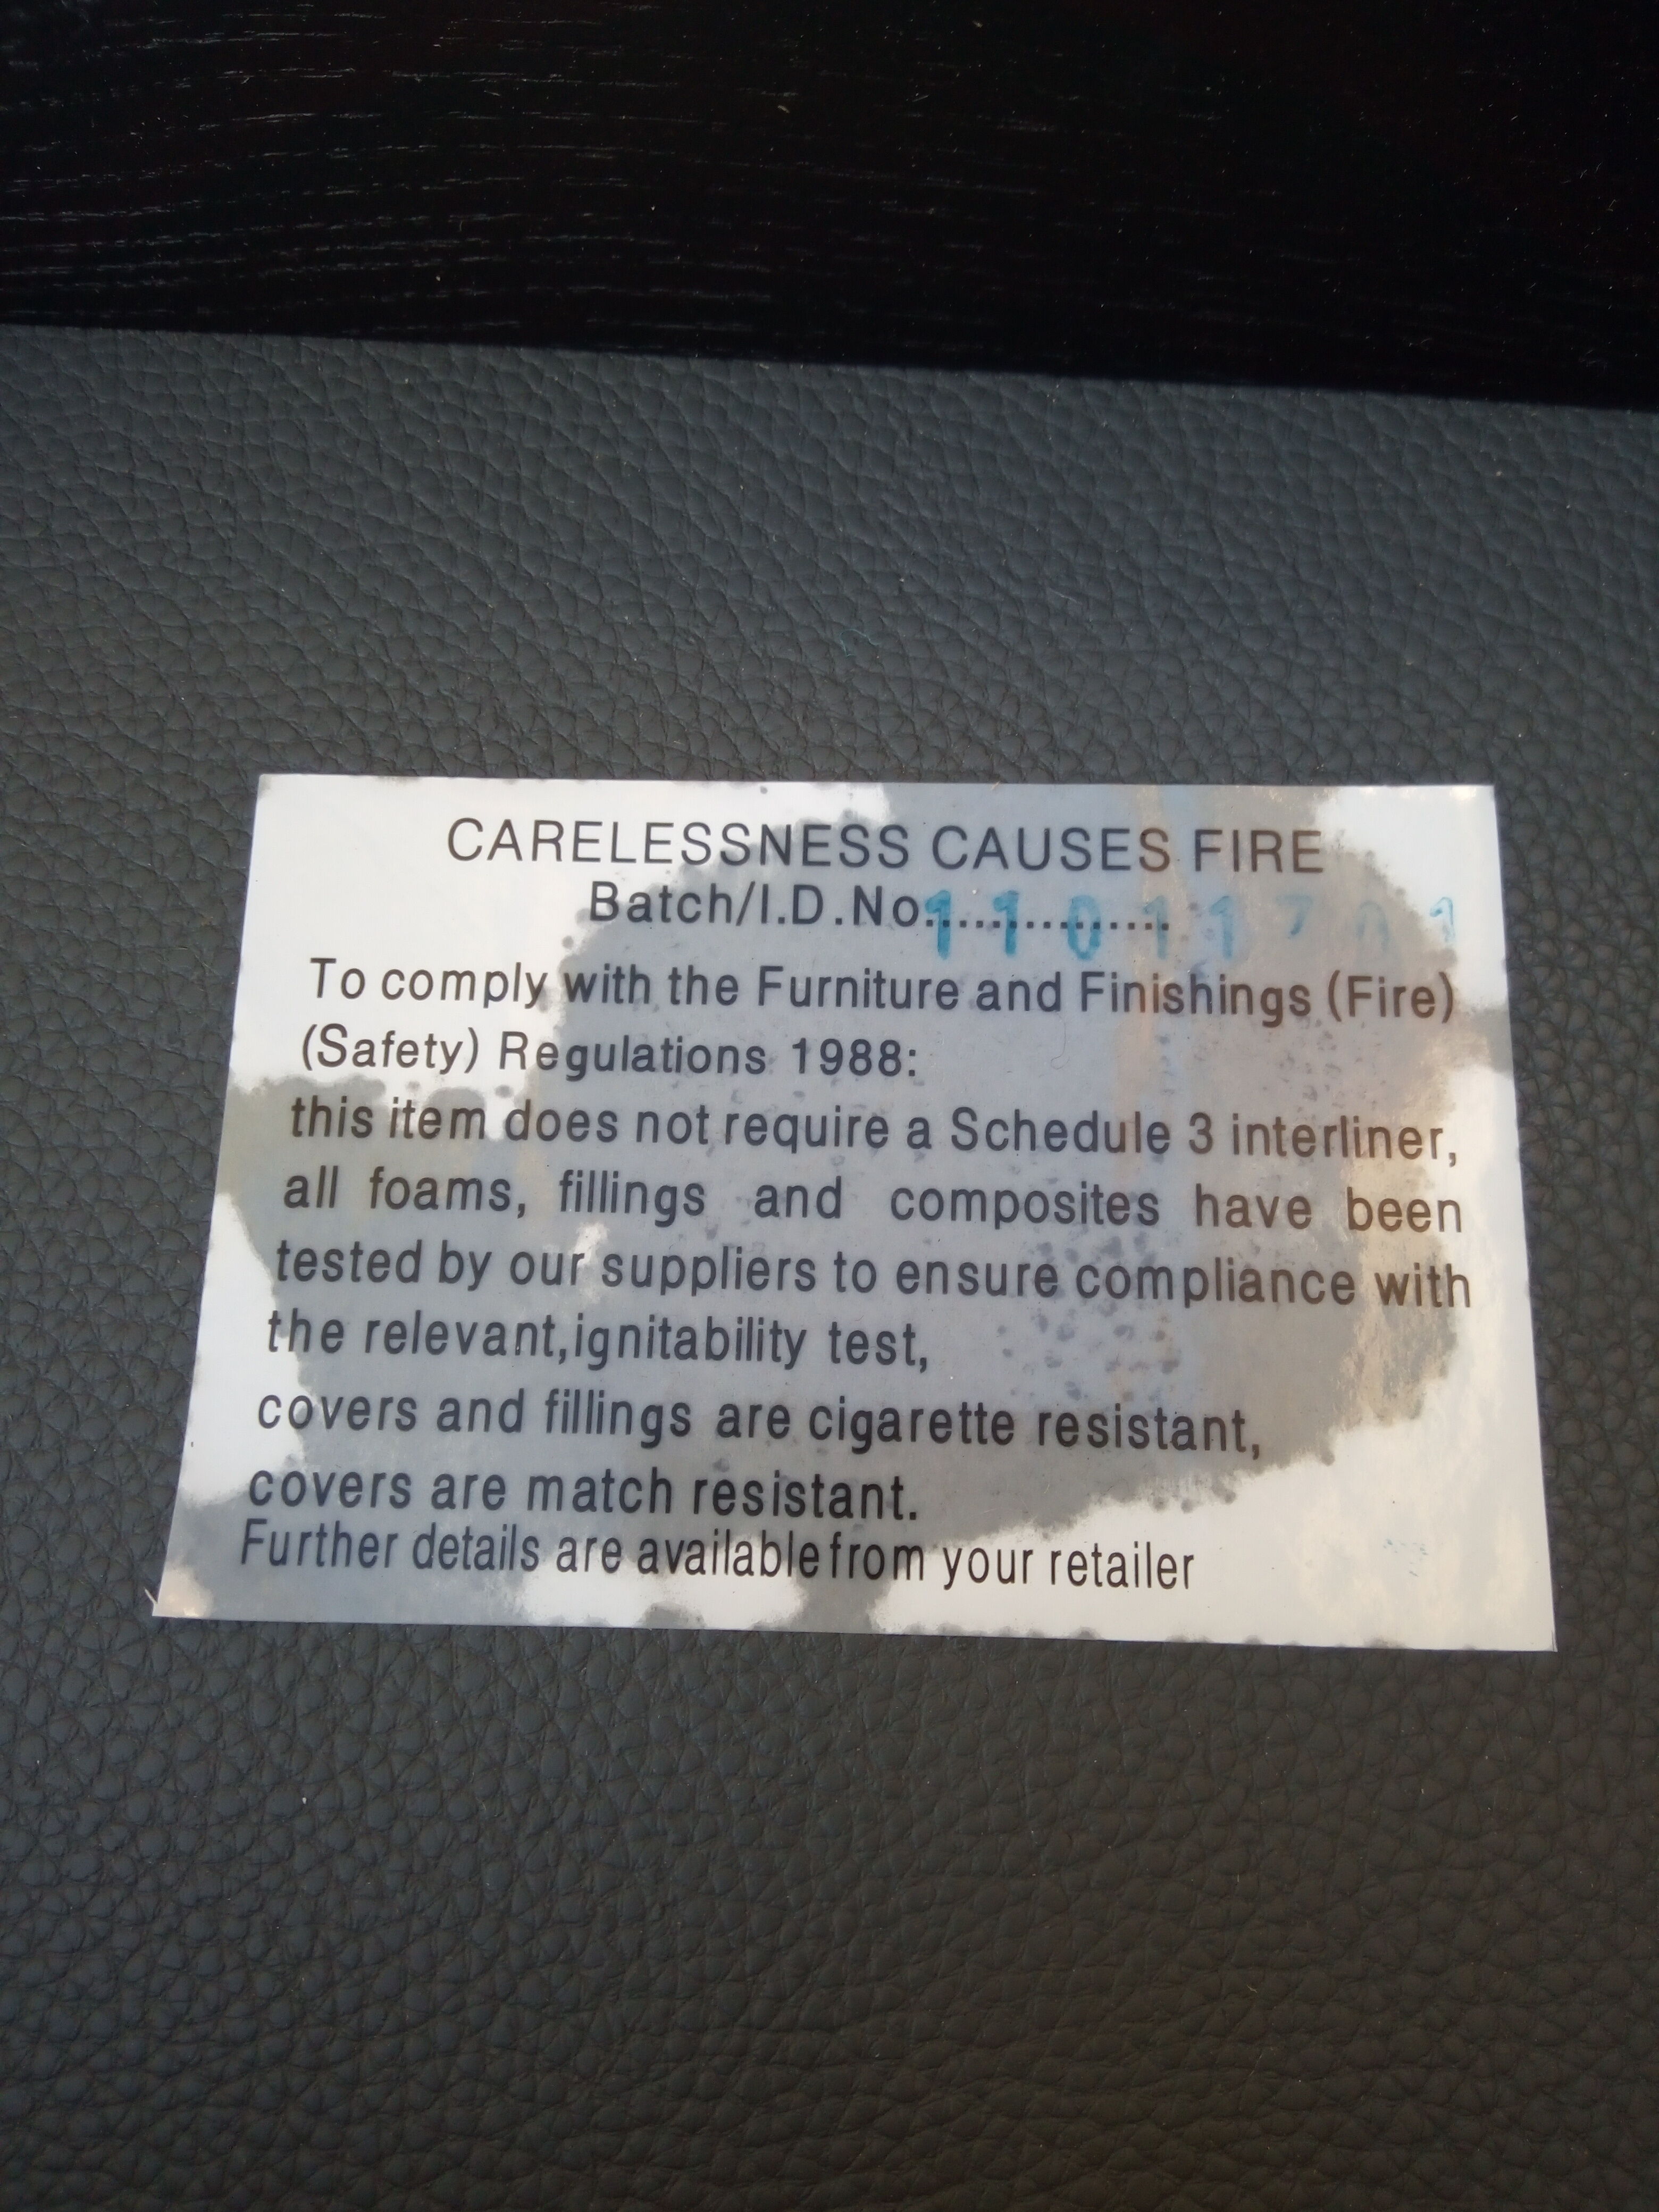 CARELESSNESS CAUSES FIRE
Batch/I.D.No.:.............
To comply with the Furniture and Finishings (Fire)
(Safety) Regulations 1988:
this item does not require a Schedule 3 interliner,
all foams, fillings and composites have been
tested by our suppliers to ensure compliance with
the relevant,ignitability test,
covers and fillings are cigarette resistant,
covers are match resistant.
Further details are available from your retailer